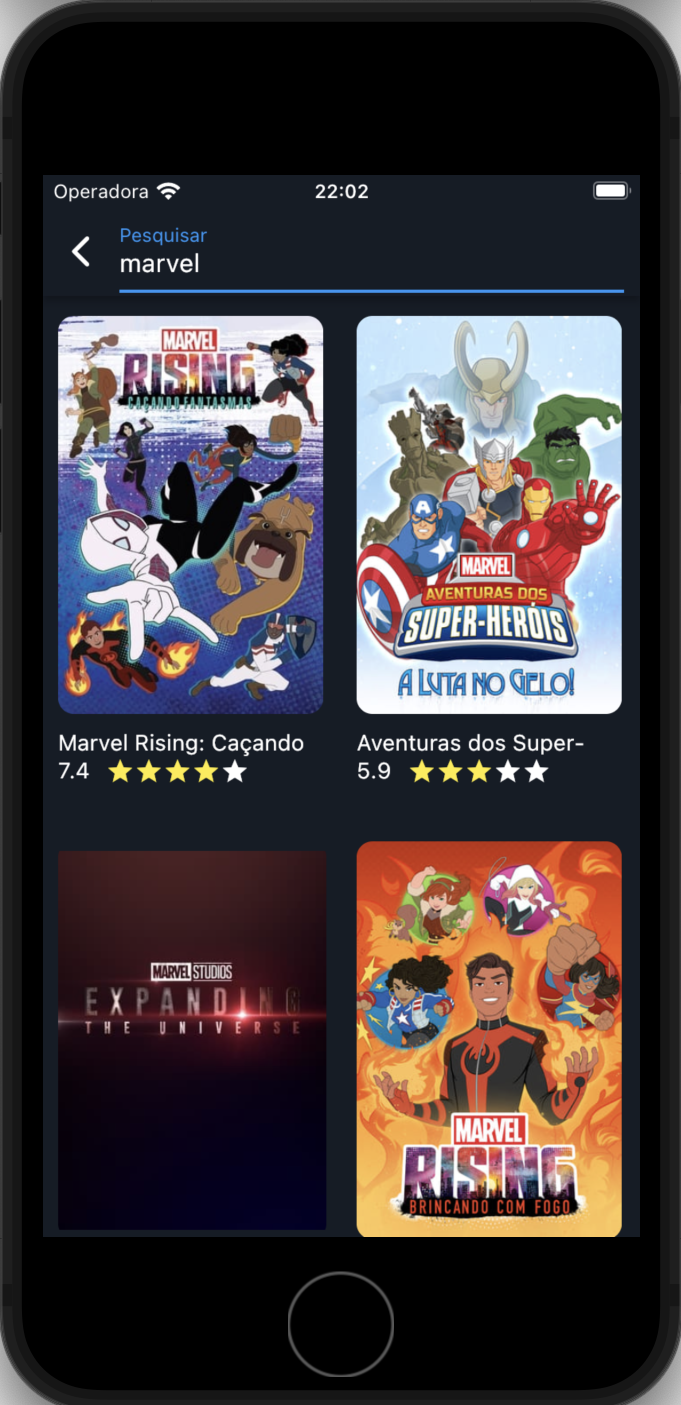 Operadora
22:02
Pesquisar
marvel
MARVEL
RISING
CAÇANDO FANTASMAS
MARVEL
AVENTURAS DOS
SUPER-HERÓIS
A LUTA NO GELO!
Marvel Rising: Caçando
7.4
Aventuras dos Super-
5.9
MARVEL STUDIOS
EXPANDING
THE UNIVERSE
MARVEL
RISING
BRINCANDO COM FOGO